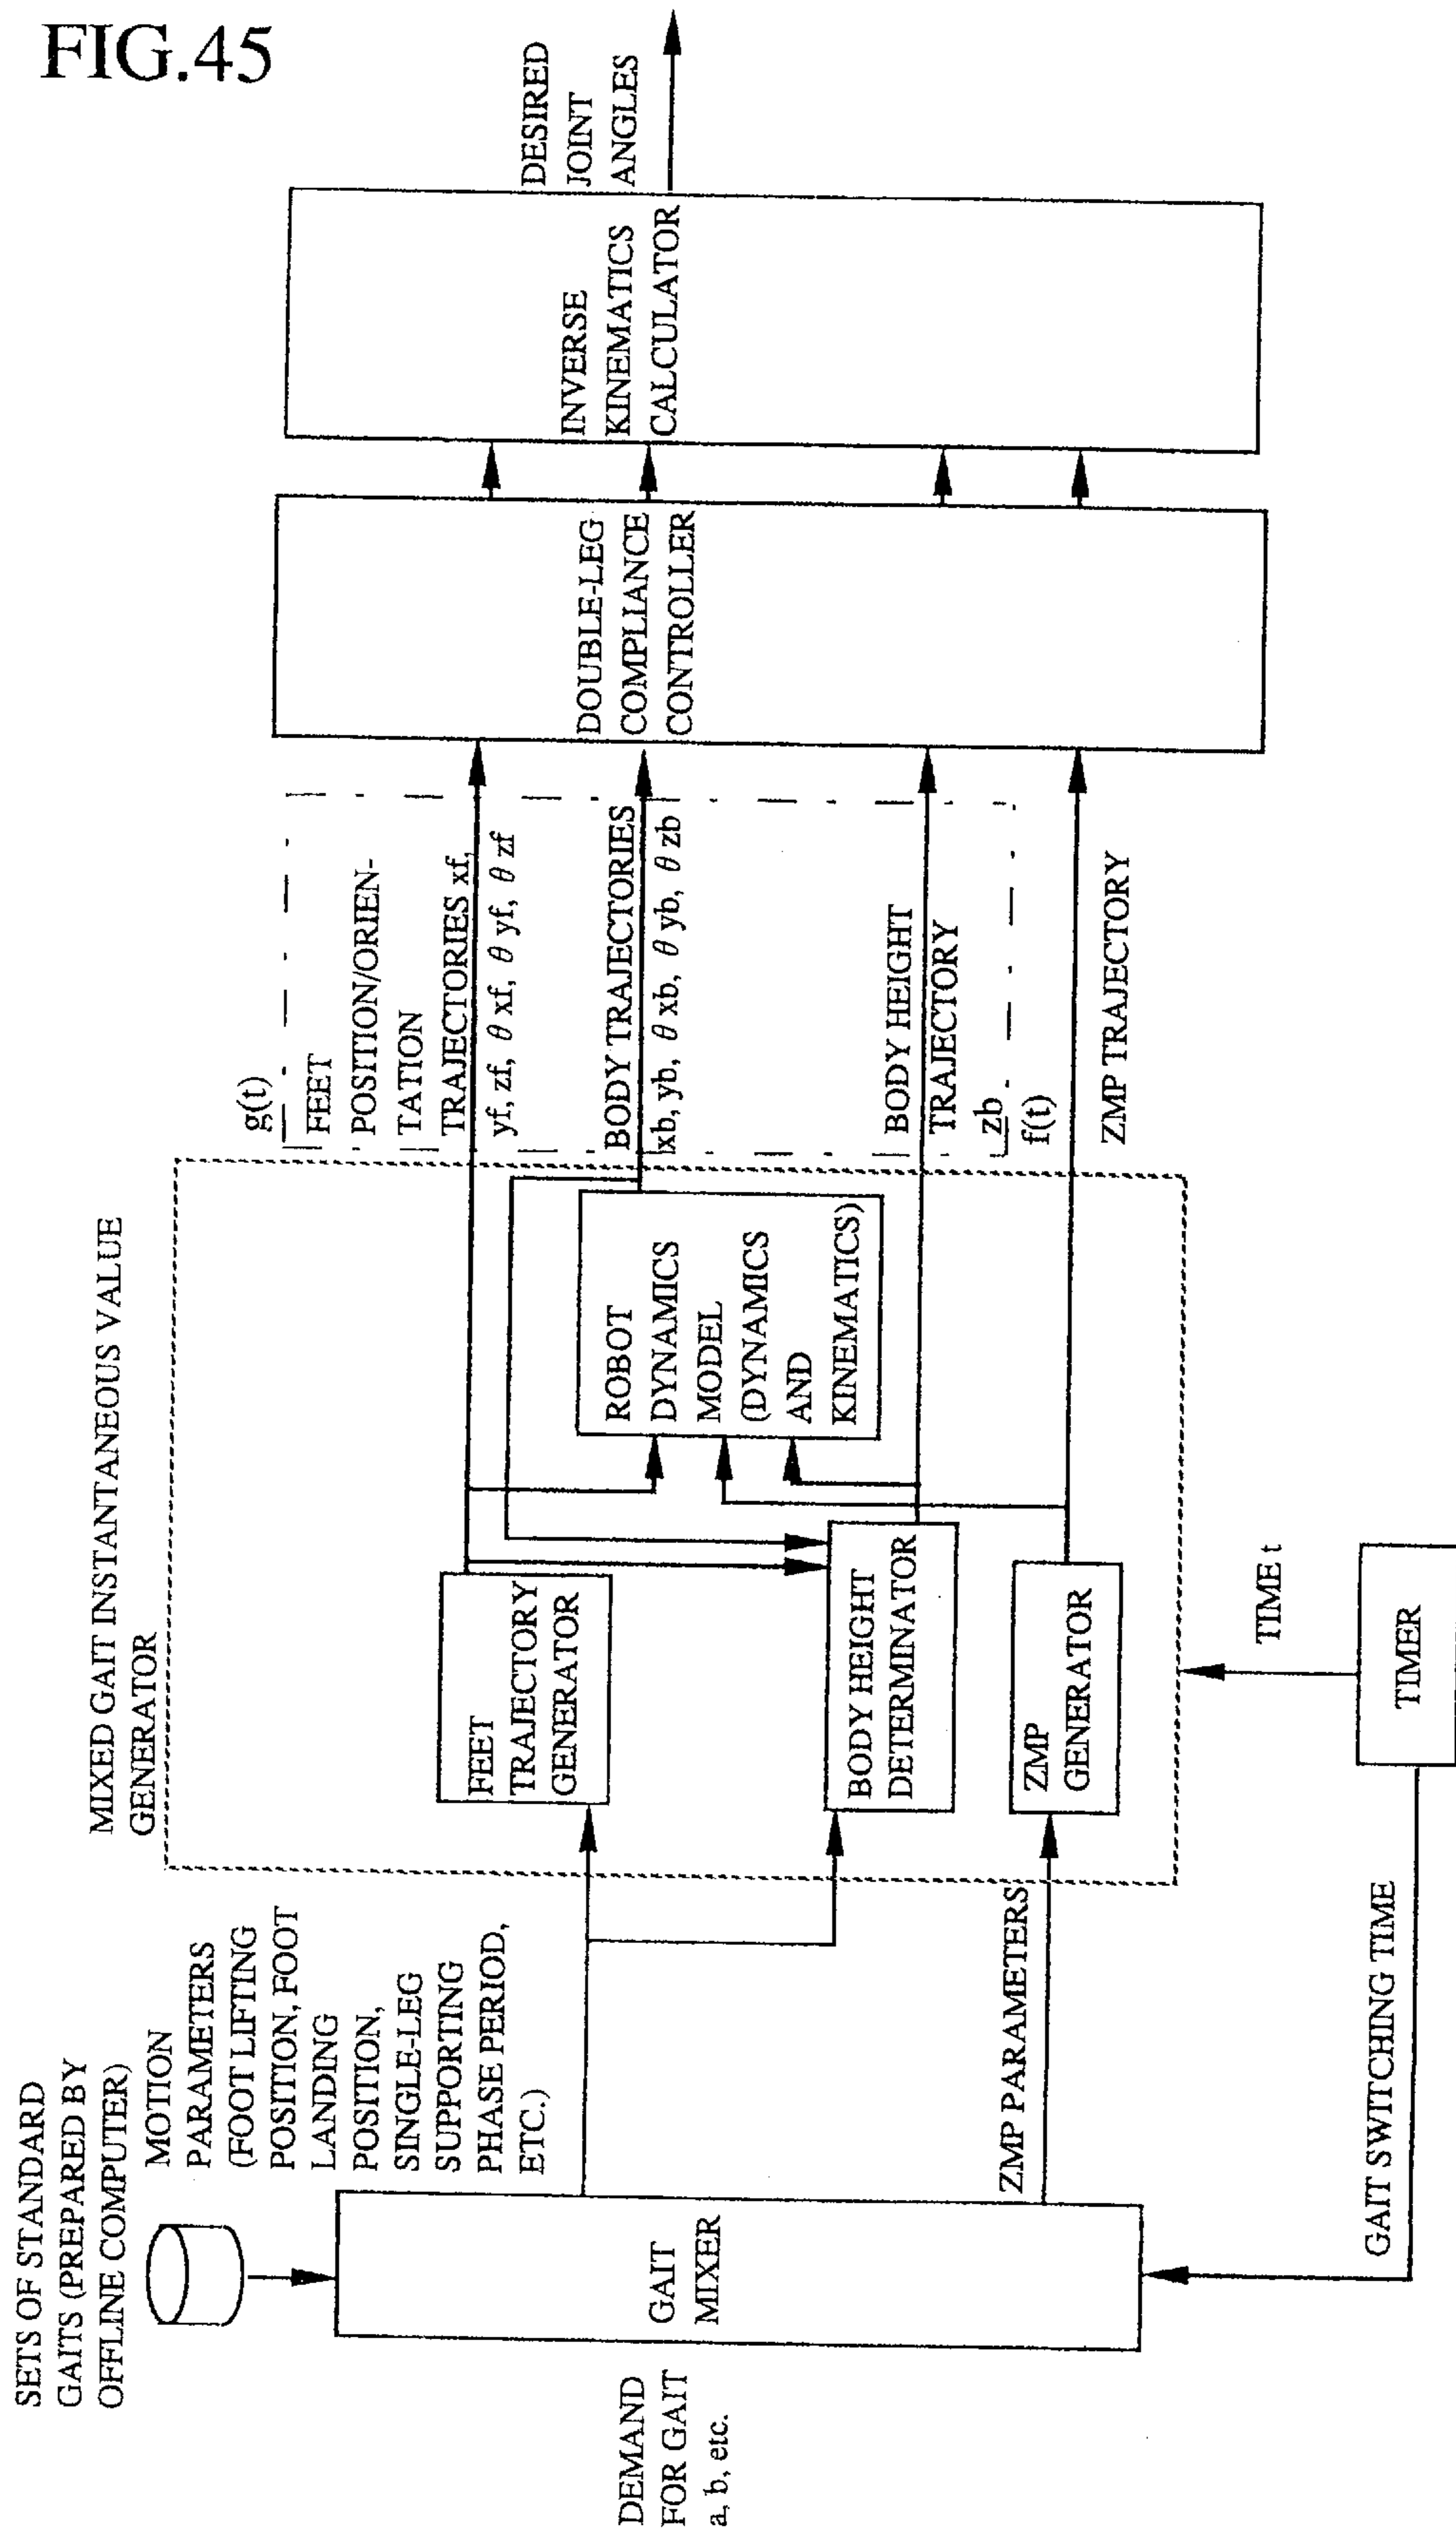 FIG.45
SETS OF STANDARD
GAITS (PREPARED BY
OFFLINE COMPUTER)
DEMAND
FOR GAIT
a, b, etc.
GAIT
MIXER
MOTION
PARAMETERS
(FOOT LIFTING
POSITION, FOOT
LANDING
POSITION,
SINGLE-LEG
SUPPORTING
PHASE PERIOD,
ETC.)
ZMP PARAMETERS
GAIT SWITCHING TIME
TIMER
TIME t
MIXED GAIT INSTANTANEOUS VALUE
GENERATOR
FEET
TRAJECTORY
GENERATOR
BODY HEIGHT
DETERMINATOR
ZMP
GENERATOR
ROBOT
DYNAMICS
MODEL
(DYNAMICS
AND
KINEMATICS)
g(t)
FEET
POSITION/ORIEN-
TATION
TRAJECTORIES xf,
yf, zf, θ xf, θ yf, θ zf
BODY TRAJECTORIES
xb, yb, θ xb, θ yb, θ zb
BODY HEIGHT
TRAJECTORY
zb
f(t)
ZMP TRAJECTORY
DOUBLE-LEG
COMPLIANCE
CONTROLLER
INVERSE
KINEMATICS
CALCULATOR
DESIRED
JOINT
ANGLES